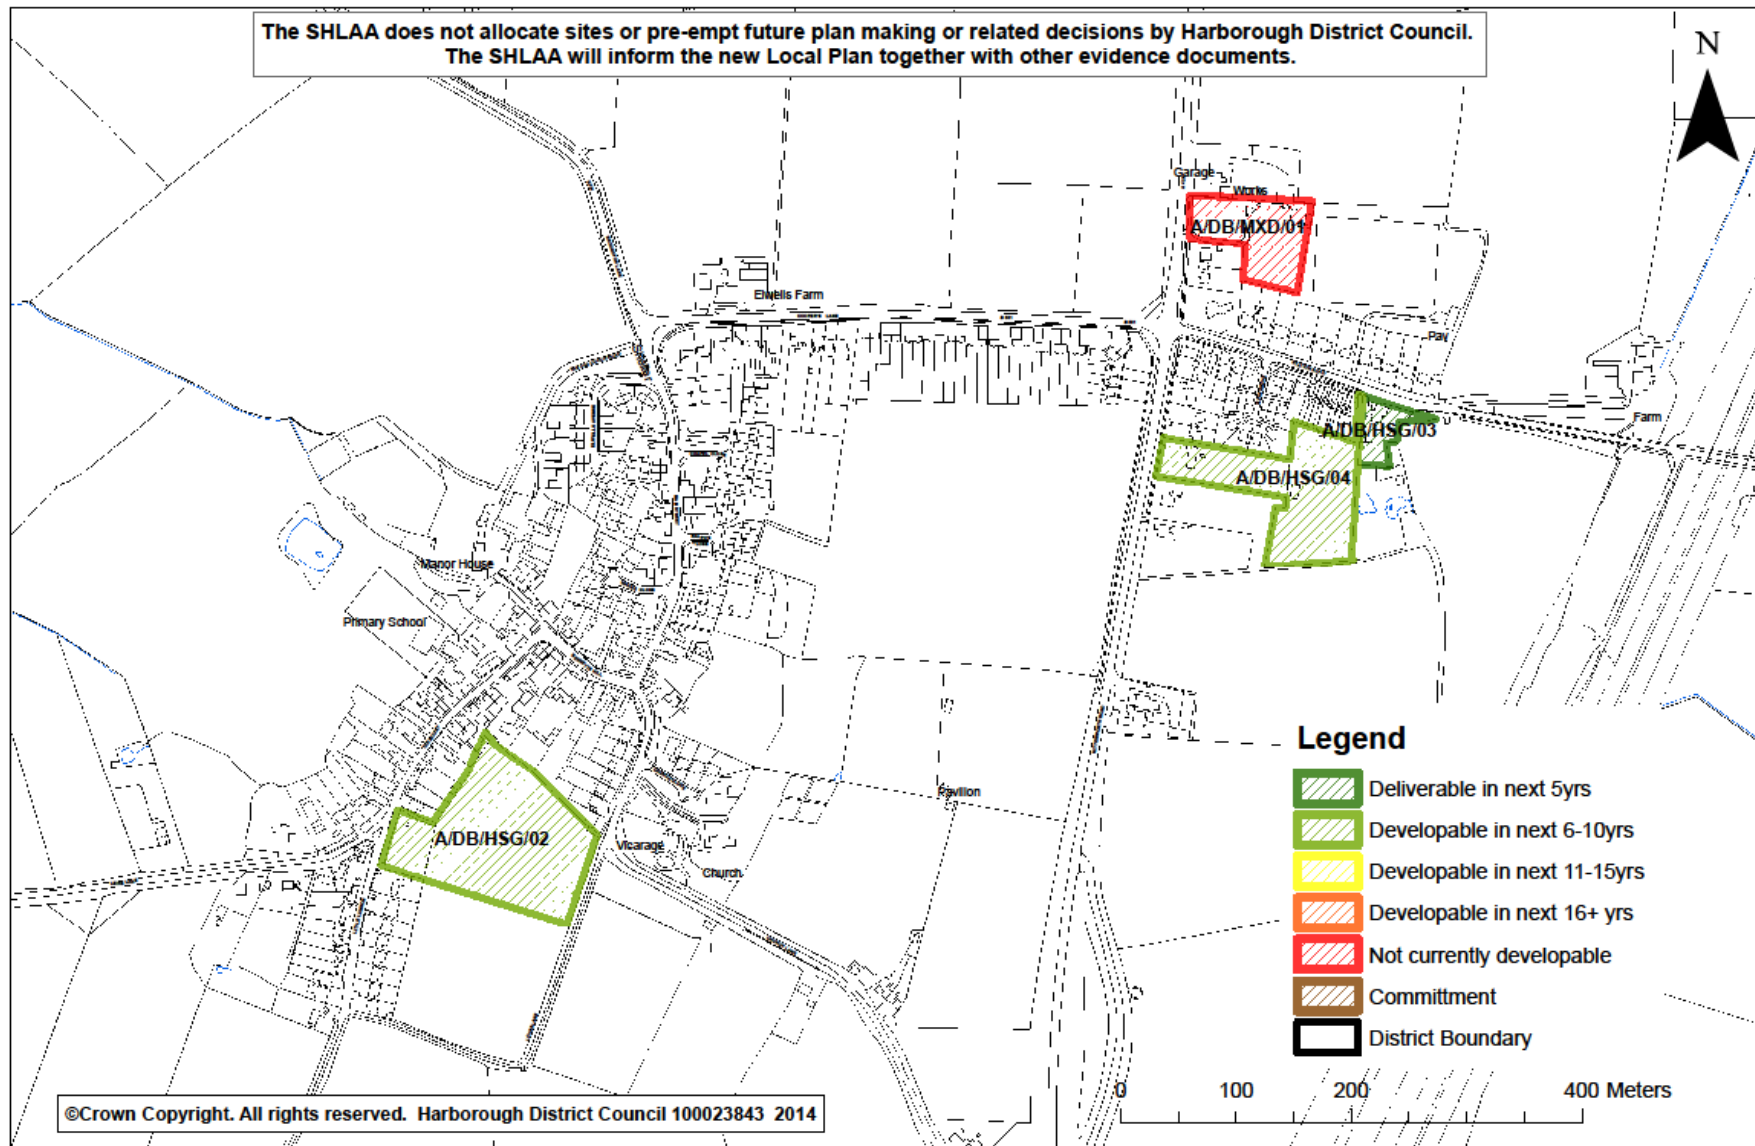 The SHLAA does not allocate sites or pre-empt future plan making or related decisions by Harborough District Council.
The SHLAA will inform the new Local Plan together with other evidence documents.
N
Garage
Works
A/DB/MXD/01
Elwells Farm
Pav
Farm
A/DB/HSG/03
A/DB/HSG/04
Manor House
Primary School
Pavilion
A/DB/HSG/02
Vicarage
Church
Legend
Deliverable in next 5yrs
Developable in next 6-10yrs
Developable in next 11-15yrs
Developable in next 16+ yrs
Not currently developable
Committment
District Boundary
0 100 200 400 Meters
©Crown Copyright. All rights reserved. Harborough District Council 100023843 2014